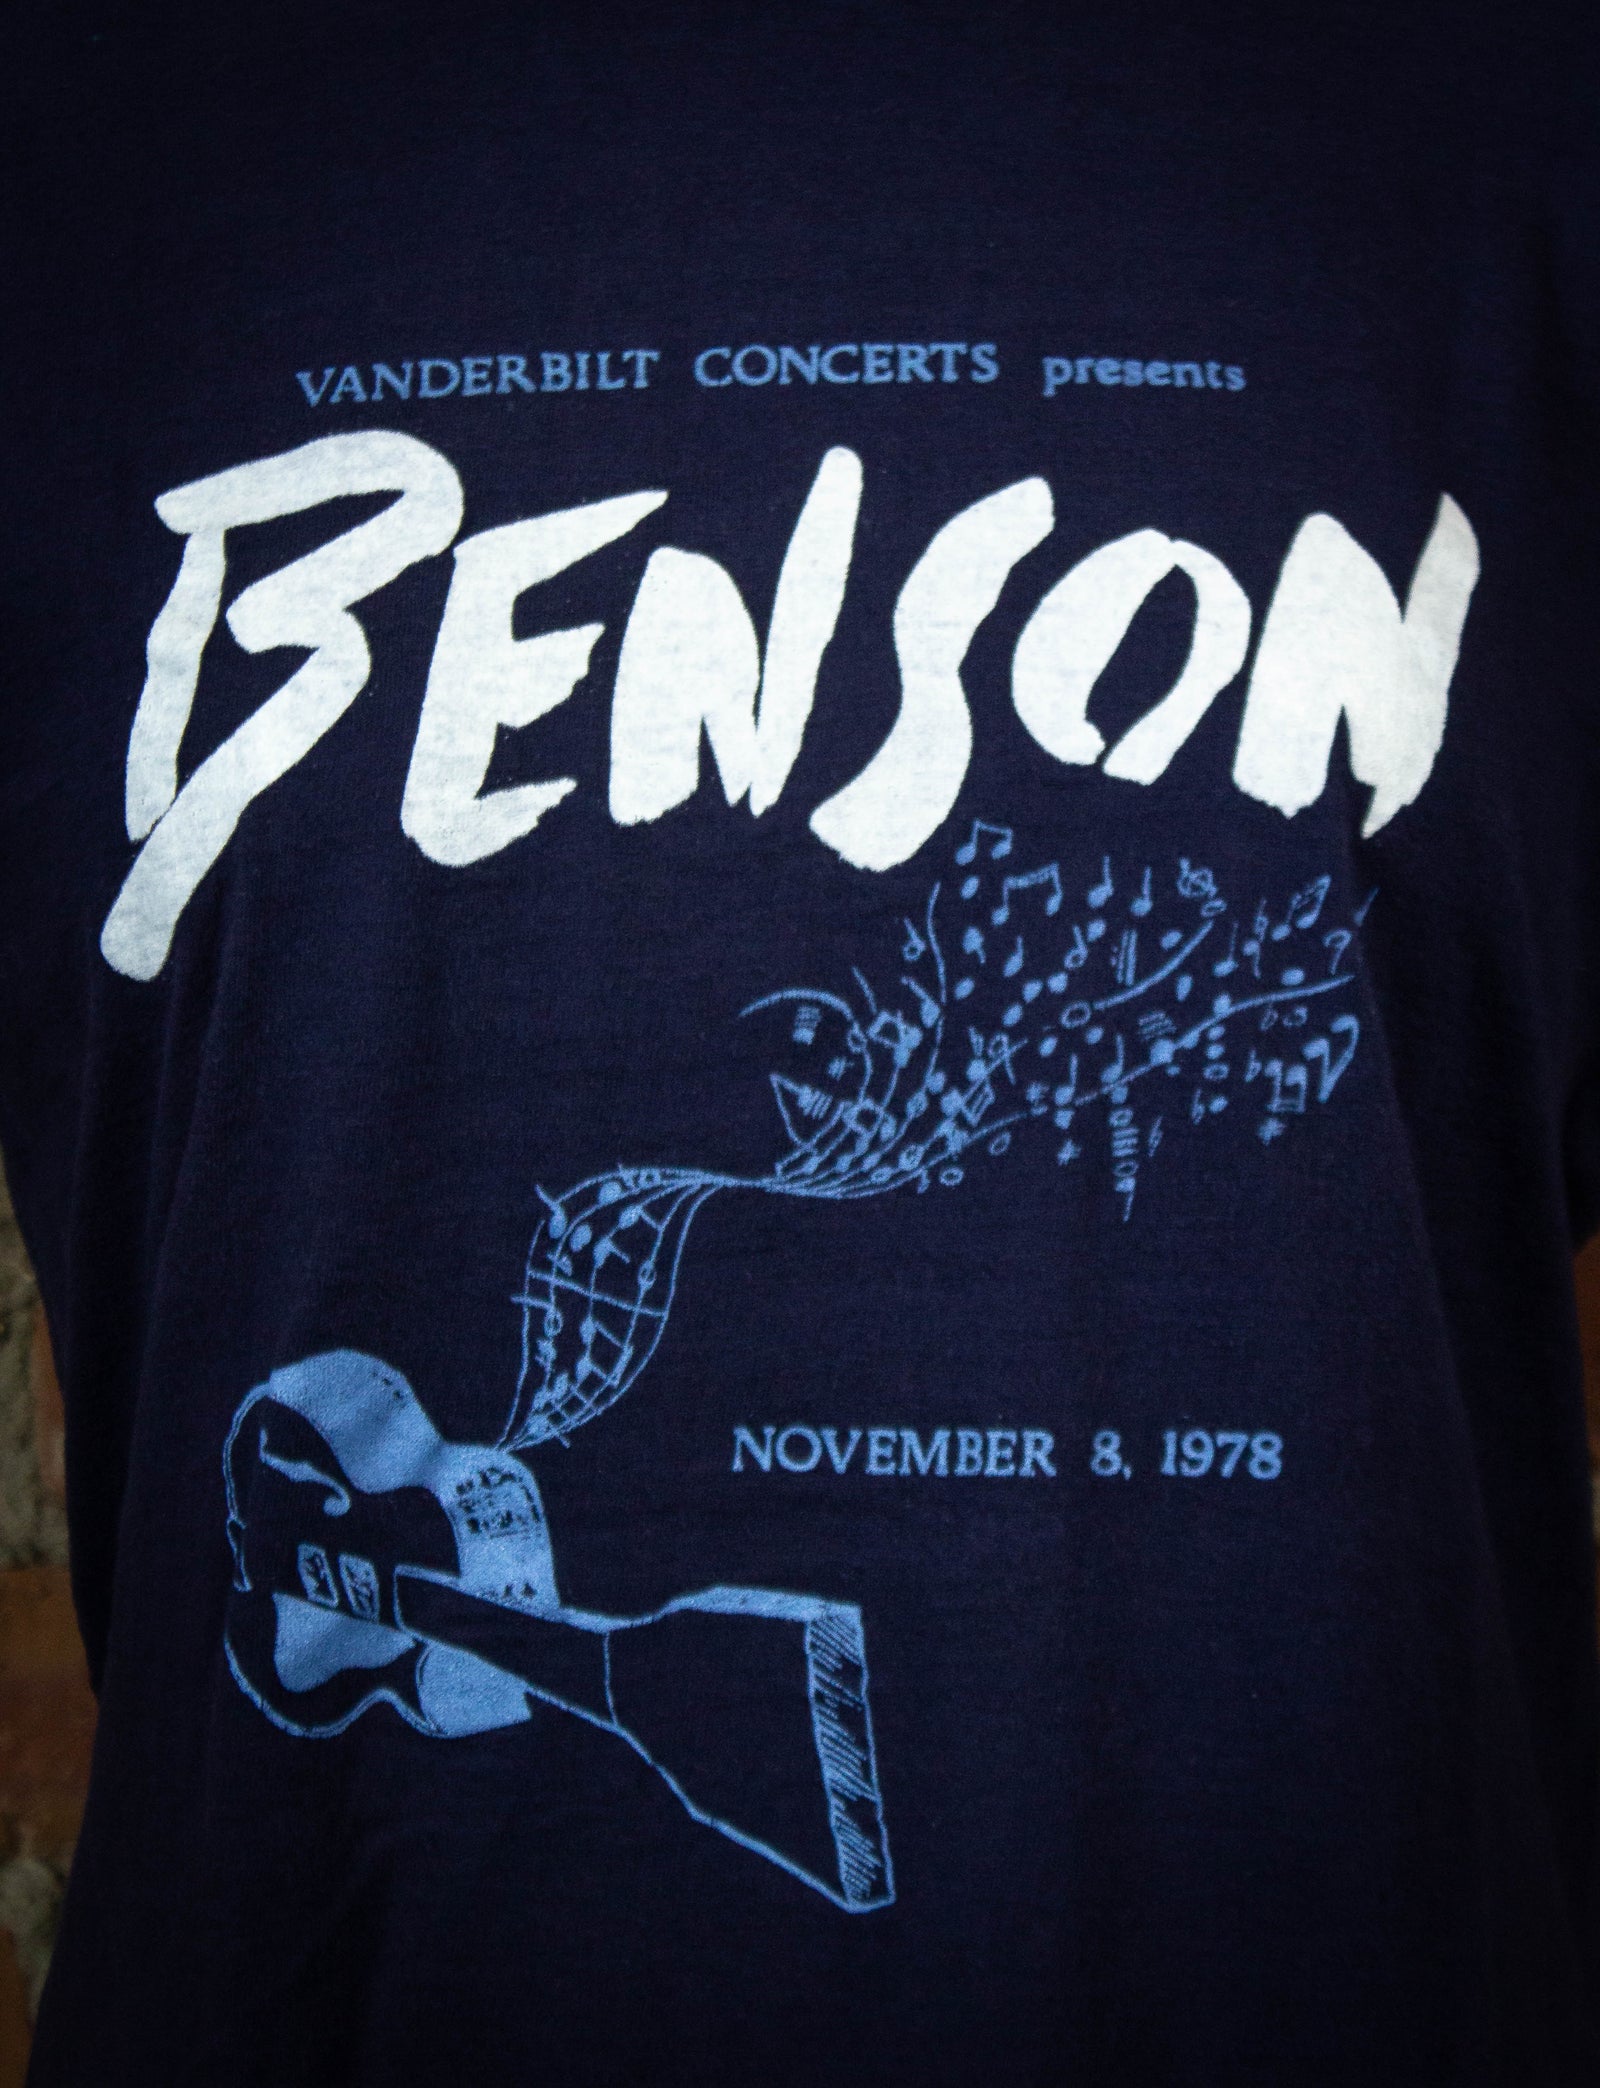 VANDERBILT CONCERTS presents
BENSON
NOVEMBER 8, 1978